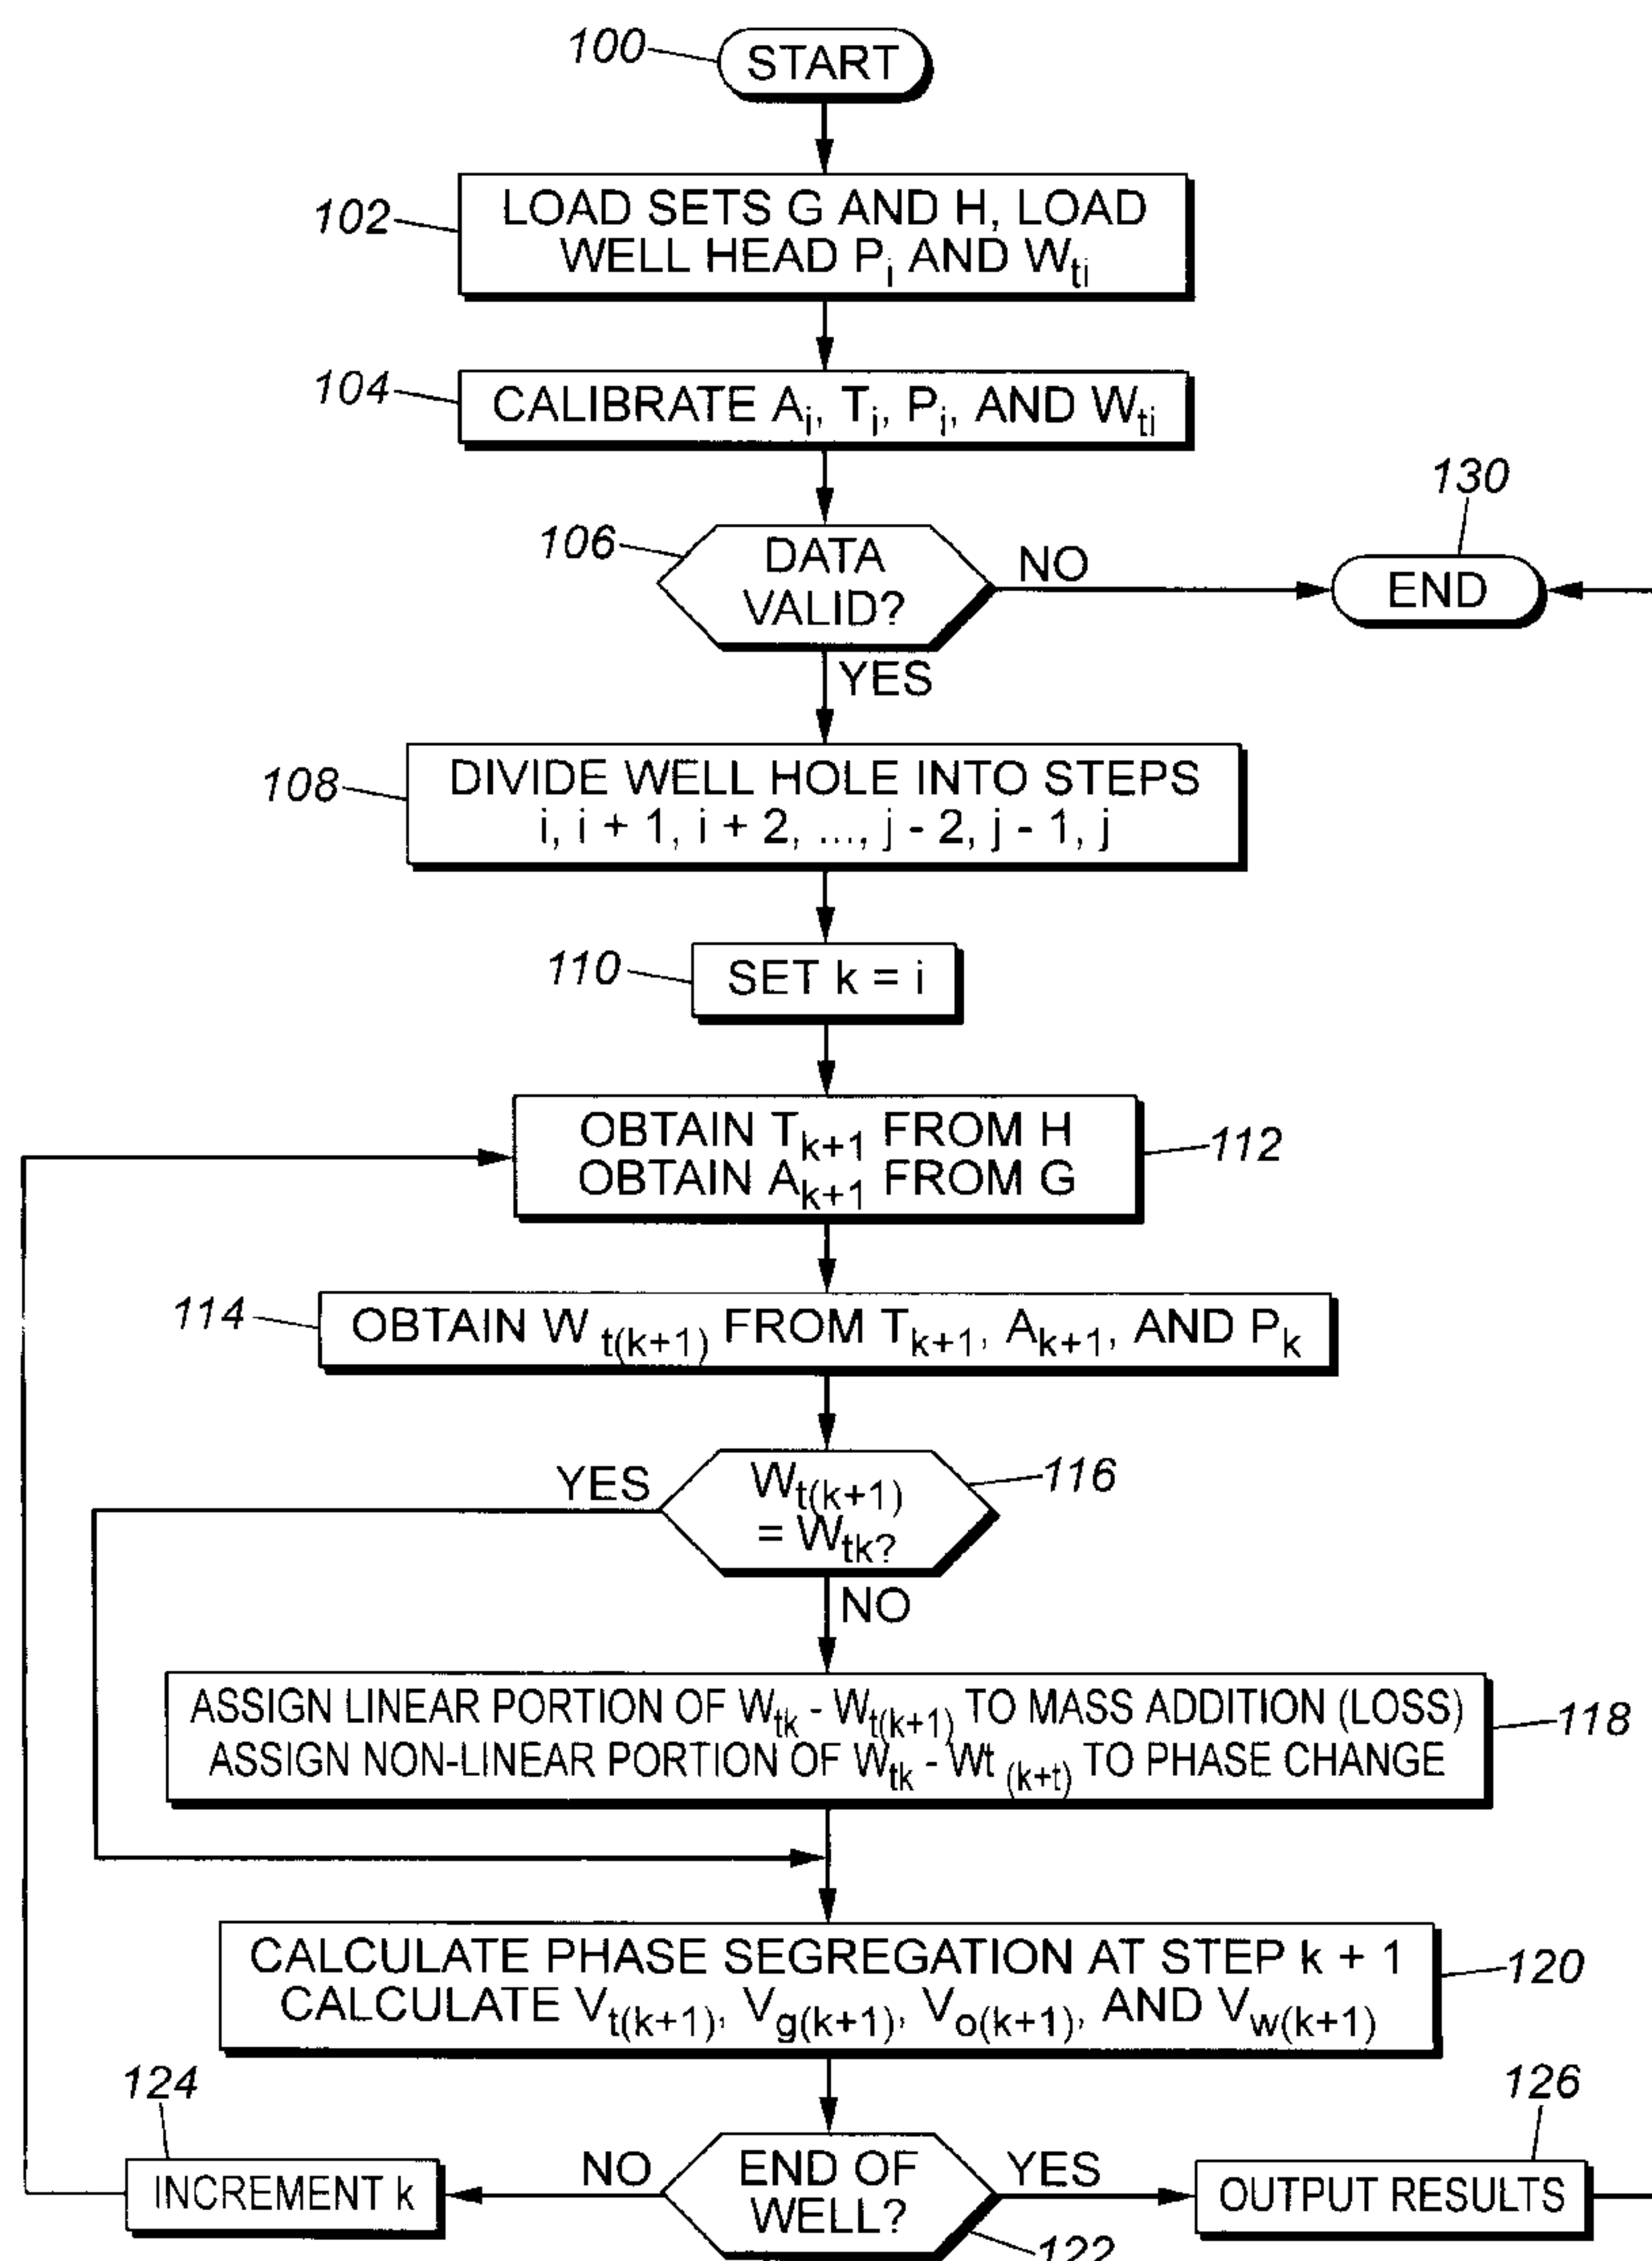 100
START
102
LOAD SETS G AND H, LOAD
WELL HEAD Pi AND Wti
104
CALIBRATE Ai, Ti, Pi, AND Wti
130
106
DATA
VALID?
NO
END
YES
108
DIVIDE WELL HOLE INTO STEPS
i, i + 1, i + 2, ..., j - 2, j - 1, j
110
SET k = i
OBTAIN Tk+1 FROM H
OBTAIN Ak+1 FROM G
112
114
OBTAIN W t(k+1) FROM Tk+1, Ak+1, AND Pk
YES
Wt(k+1)
= Wtk?
116
NO
ASSIGN LINEAR PORTION OF Wtk - Wt(k+1) TO MASS ADDITION (LOSS)
ASSIGN NON-LINEAR PORTION OF Wtk - Wt (k+t) TO PHASE CHANGE
118
CALCULATE PHASE SEGREGATION AT STEP k + 1
CALCULATE Vt(k+1), Vg(k+1), Vo(k+1), AND Vw(k+1)
120
124
126
INCREMENT k
NO
END OF
WELL?
YES
OUTPUT RESULTS
122